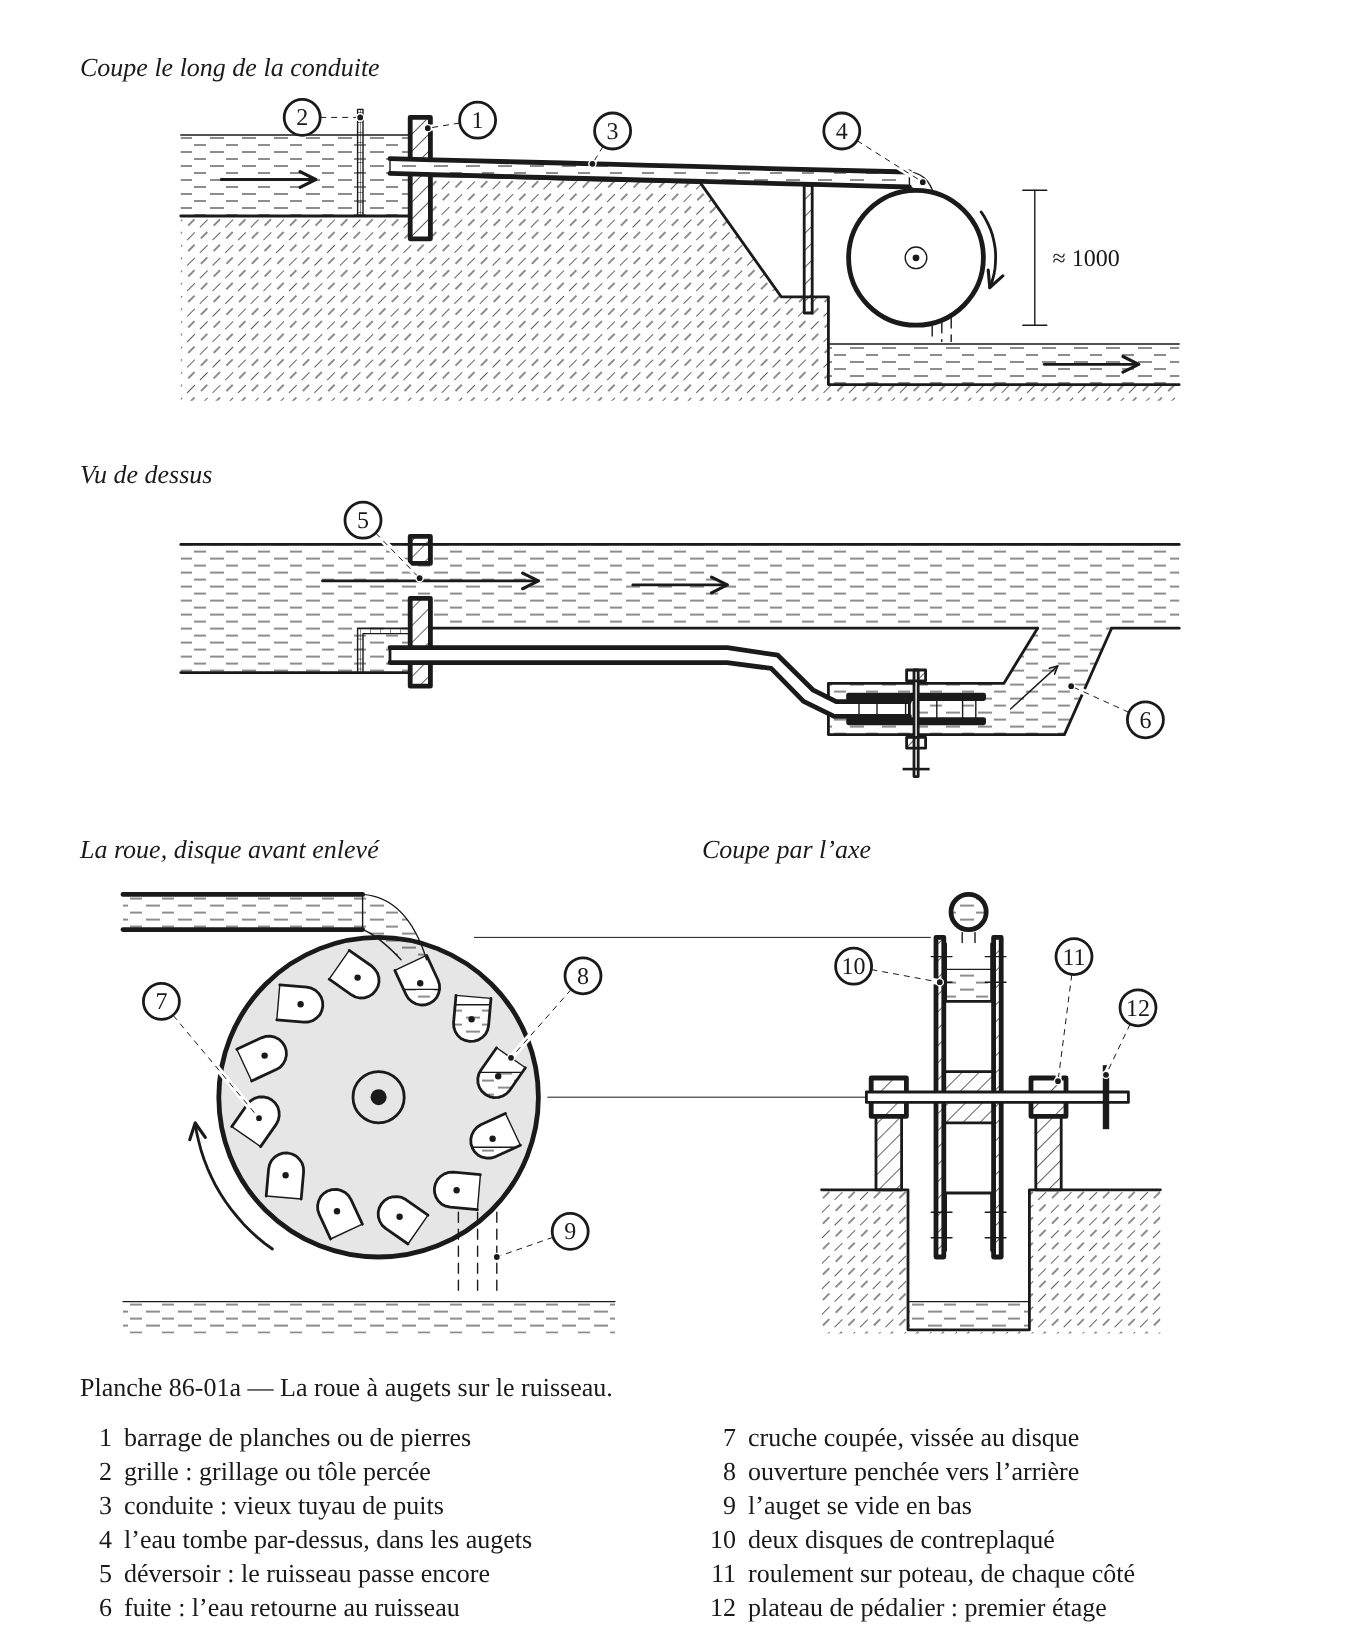 Coupe le long de la conduite
2
1
3
4
≈ 1000
Vu de dessus
5
6
La roue, disque avant enlevé
Coupe par l’axe
7
8
9
10
11
12
Planche 86-01a — La roue à augets sur le ruisseau.
1 barrage de planches ou de pierres
2 grille : grillage ou tôle percée
3 conduite : vieux tuyau de puits
4 l’eau tombe par-dessus, dans les augets
5 déversoir : le ruisseau passe encore
6 fuite : l’eau retourne au ruisseau
7 cruche coupée, vissée au disque
8 ouverture penchée vers l’arrière
9 l’auget se vide en bas
10 deux disques de contreplaqué
11 roulement sur poteau, de chaque côté
12 plateau de pédalier : premier étage